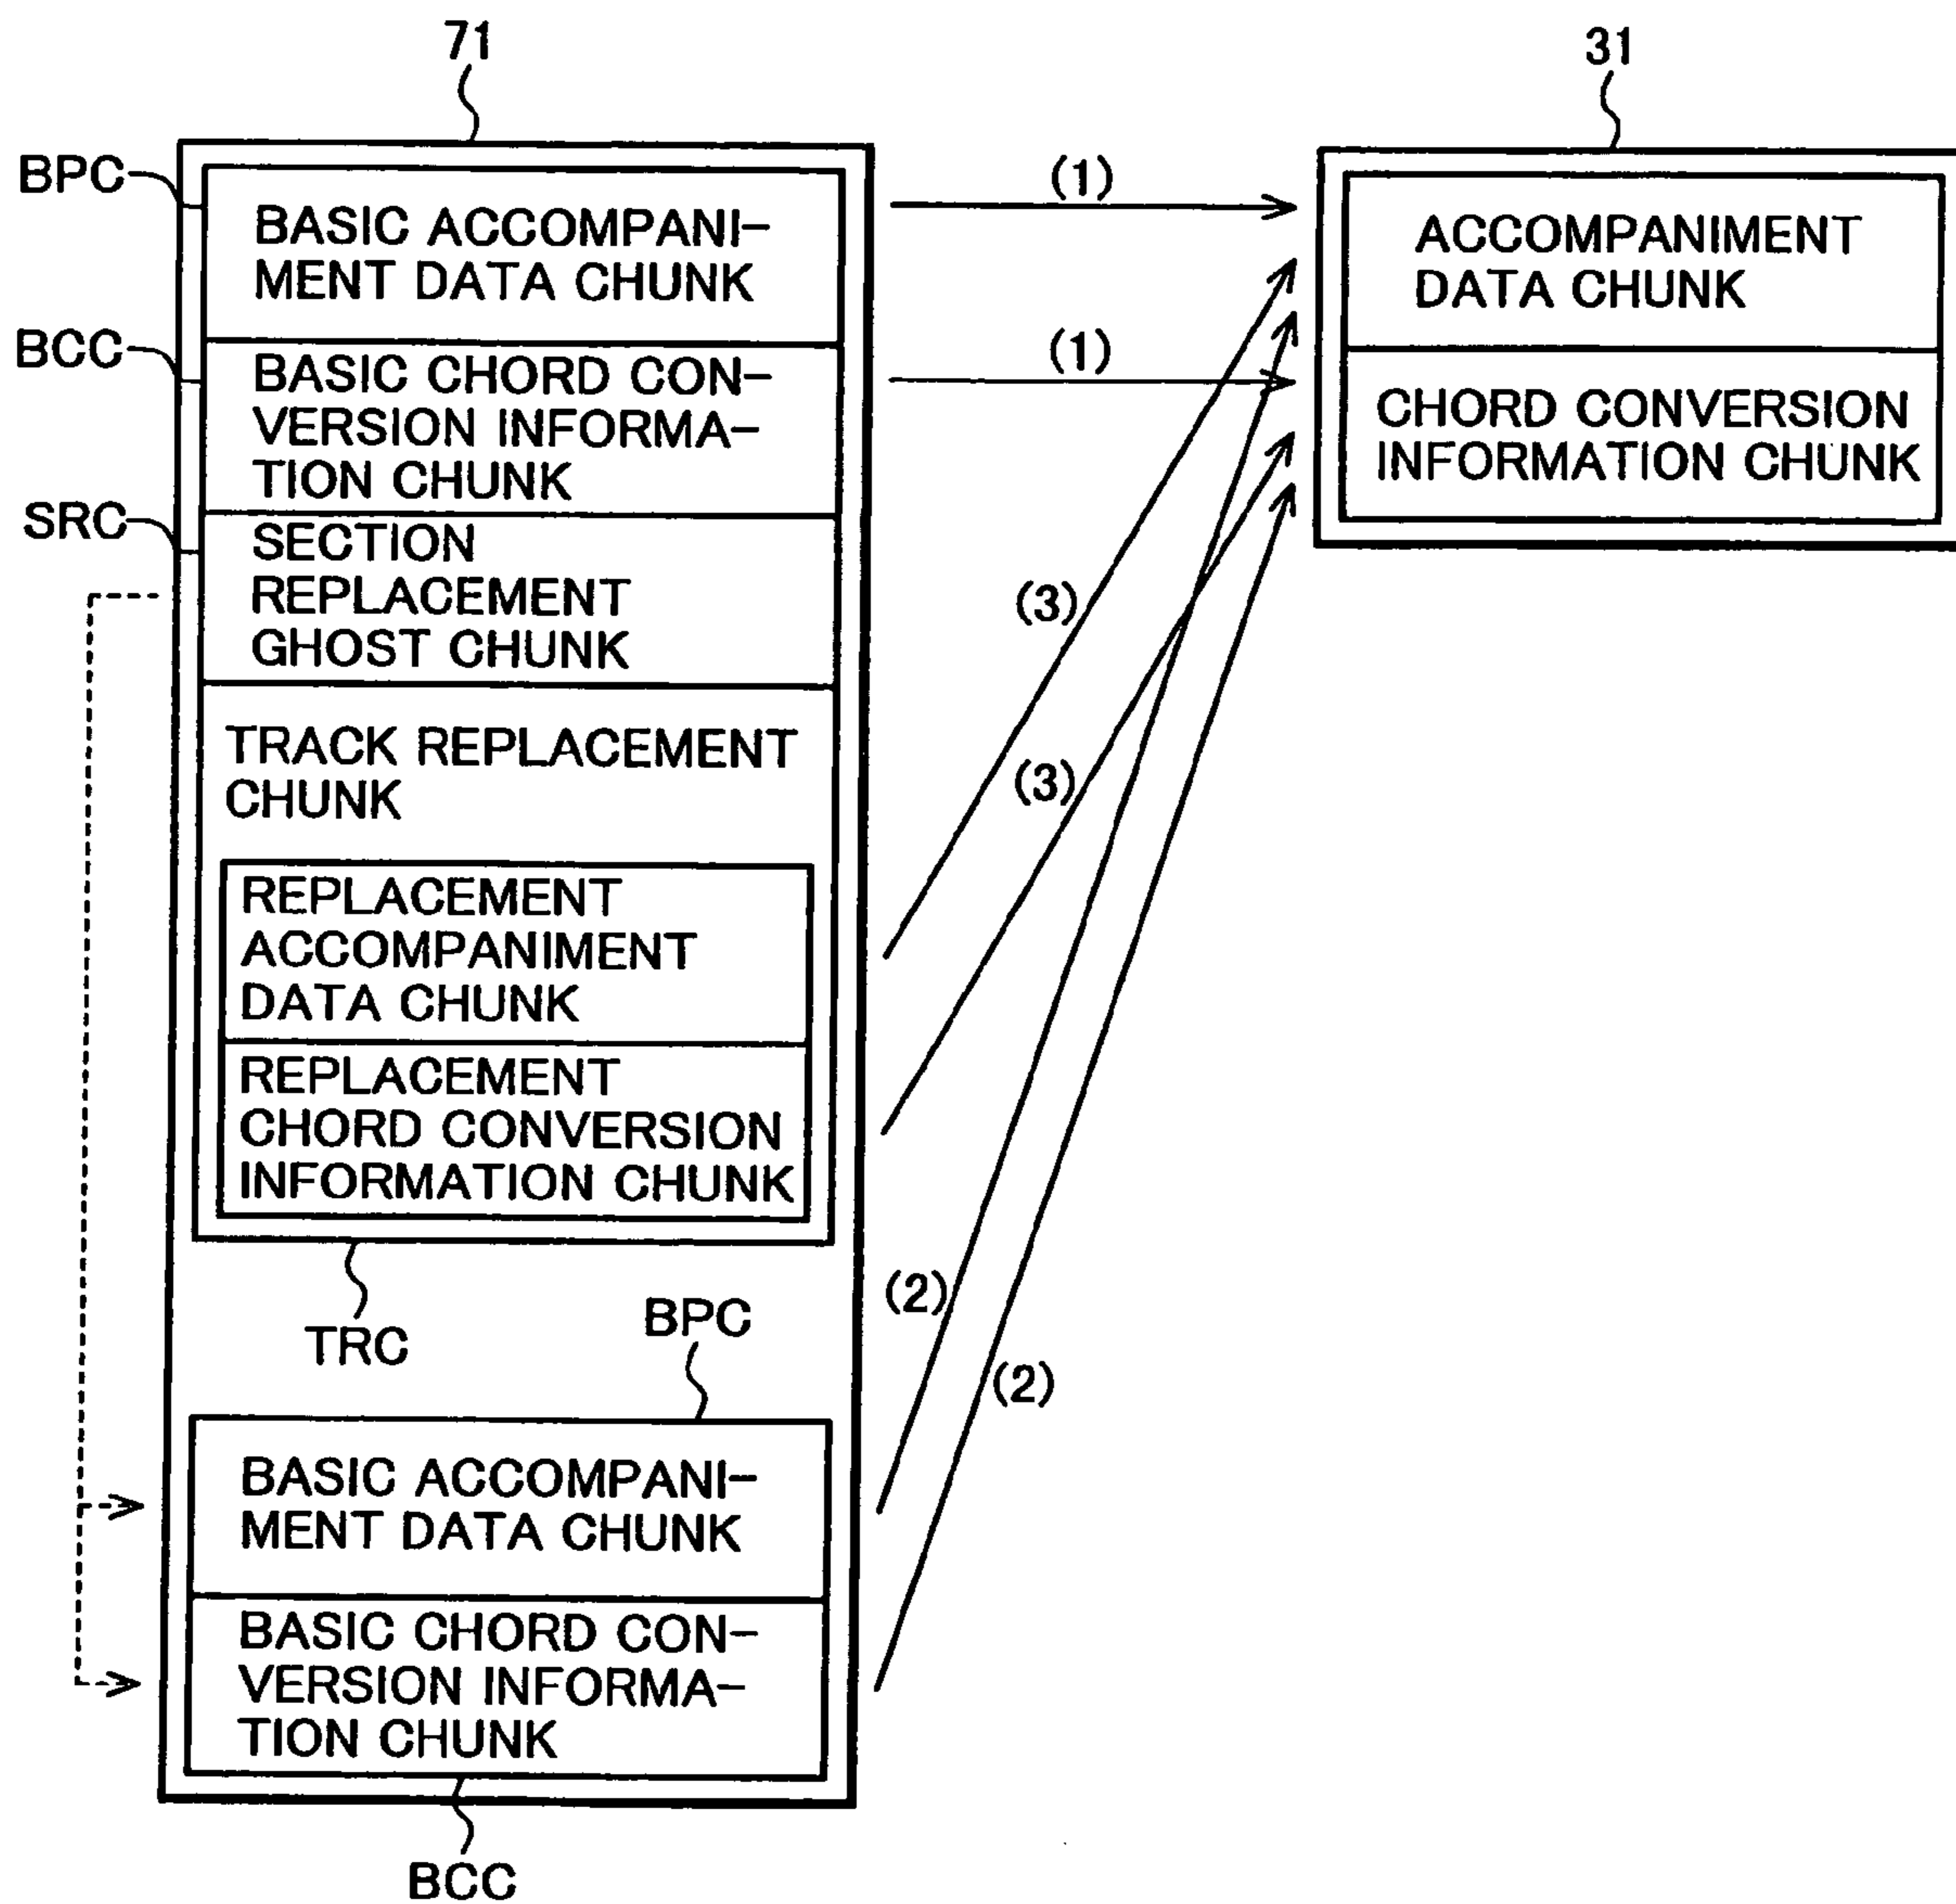 71
31
BPC
BASIC ACCOMPANI-
MENT DATA CHUNK
BCC
BASIC CHORD CON-
VERSION INFORMA-
TION CHUNK
SRC
SECTION
REPLACEMENT
GHOST CHUNK
TRACK REPLACEMENT
CHUNK
REPLACEMENT
ACCOMPANIMENT
DATA CHUNK
REPLACEMENT
CHORD CONVERSION
INFORMATION CHUNK
TRC
BPC
BASIC ACCOMPANI-
MENT DATA CHUNK
BASIC CHORD CON-
VERSION INFORMA-
TION CHUNK
BCC
(1)
(1)
(3)
(3)
(2)
(2)
ACCOMPANIMENT
DATA CHUNK
CHORD CONVERSION
INFORMATION CHUNK